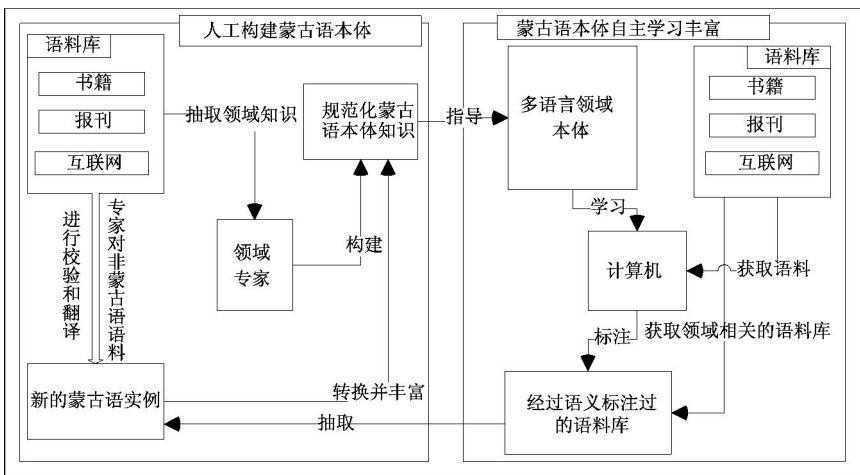 人工构建蒙古语本体
语料库
书籍
报刊
互联网
抽取领域知识
规范化蒙古
语本体知识
领域
专家
构建
专家对非蒙古语语料
进行校验和翻译
新的蒙古语实例
转换并丰富
抽取
指导
蒙古语本体自主学习丰富
多语言领域
本体
语料库
书籍
报刊
互联网
学习
计算机
获取语料
标注
获取领域相关的语料库
经过语义标注过
的语料库